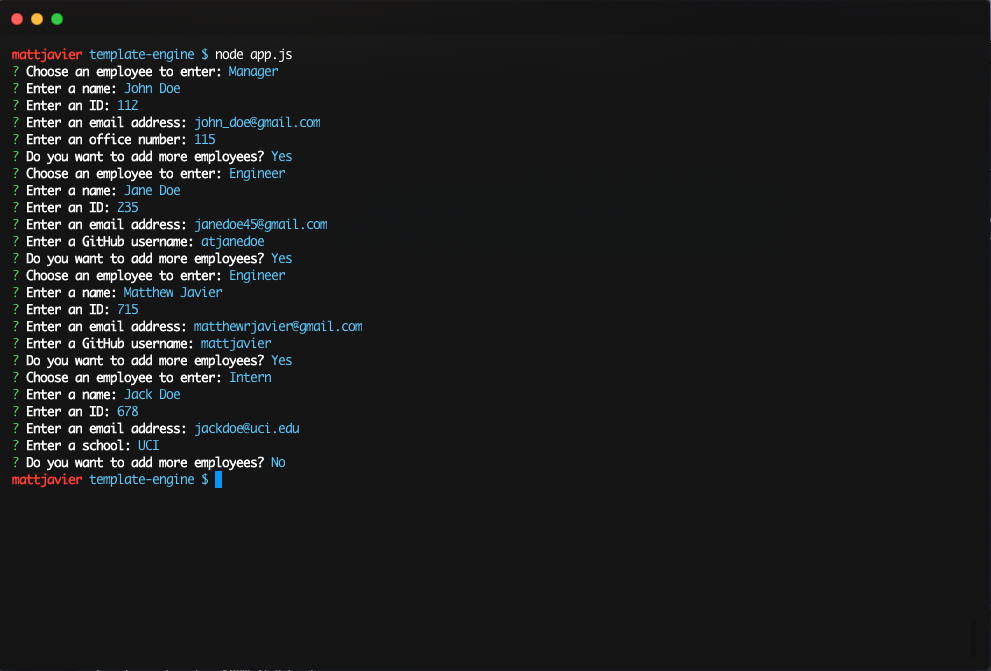 mattjavier template-engine $ node app.js
? Choose an employee to enter: Manager
? Enter a name: John Doe
? Enter an ID: 112
? Enter an email address: john_doe@gmail.com
? Enter an office number: 115
? Do you want to add more employees? Yes
? Choose an employee to enter: Engineer
? Enter a name: Jane Doe
? Enter an ID: 235
? Enter an email address: janedoe45@gmail.com
? Enter a GitHub username: atjanedoe
? Do you want to add more employees? Yes
? Choose an employee to enter: Engineer
? Enter a name: Matthew Javier
? Enter an ID: 715
? Enter an email address: matthewrjavier@gmail.com
? Enter a GitHub username: mattjavier
? Do you want to add more employees? Yes
? Choose an employee to enter: Intern
? Enter a name: Jack Doe
? Enter an ID: 678
? Enter an email address: jackdoe@uci.edu
? Enter a school: UCI
? Do you want to add more employees? No
mattjavier template-engine $